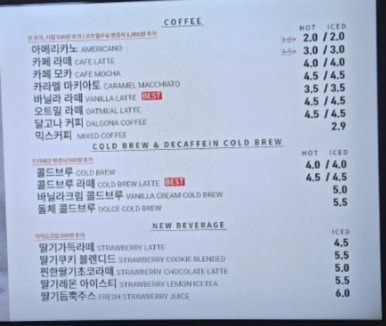 COFFEE
HOT ICED
아메리카노 AMERICANO 2.0 / 2.0
카페 라떼 CAFE LATTE 3.0 / 3.0
카페 모카 CAFE MOCHA 4.0 / 4.0
카라멜 마키아토 CARAMEL MACCHIATO 4.5 / 4.5
바닐라 라떼 VANILLA LATTE BEST 3.5 / 3.5
오트밀 라떼 OATMEAL LATTE 4.5 / 4.5
달고나 커피 DALGONA COFFEE 4.5 / 4.5
믹스커피 MIXED COFFEE 2.9
COLD BREW & DECAFFEIN COLD BREW
HOT ICED
콜드브루 COLD BREW 4.0 / 4.0
콜드브루 라떼 COLD BREW LATTE BEST 4.5 / 4.5
바닐라크림 콜드브루 VANILLA CREAM COLD BREW 5.0
돌체 콜드브루 DOLCE COLD BREW 5.5
NEW BEVERAGE
ICED
딸기가득라떼 STRAWBERRY LATTE 4.5
딸기쿠키 블렌디드 STRAWBERRY COOKIE BLENDED 5.5
찐한딸기초코라떼 STRAWBERRY CHOCOLATE LATTE 5.0
딸기레몬 아이스티 STRAWBERRY LEMON ICETEA 5.5
딸기듬뿍주스 FRESH STRAWBERRY JUICE 6.0